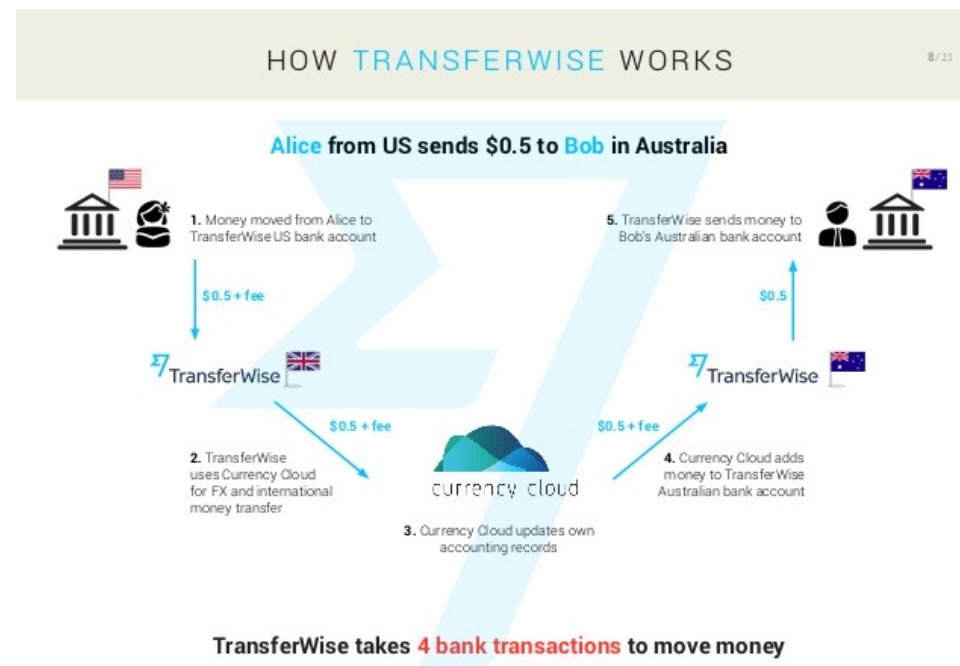 HOW TRANSFERWISE WORKS
8/21
Alice from US sends $0.5 to Bob in Australia
1. Money moved from Alice to
TransferWise US bank account
5. TransferWise sends money to
Bob's Australian bank account
$0.5 + fee
$0.5
TransferWise
TransferWise
$0.5 + fee
$0.5 + fee
2. TransferWise
uses Currency Cloud
for FX and international
money transfer
currency cloud
4. Currency Cloud adds
money to TransferWise
Australian bank account
3. Currency Cloud updates own
accounting records
TransferWise takes 4 bank transactions to move money